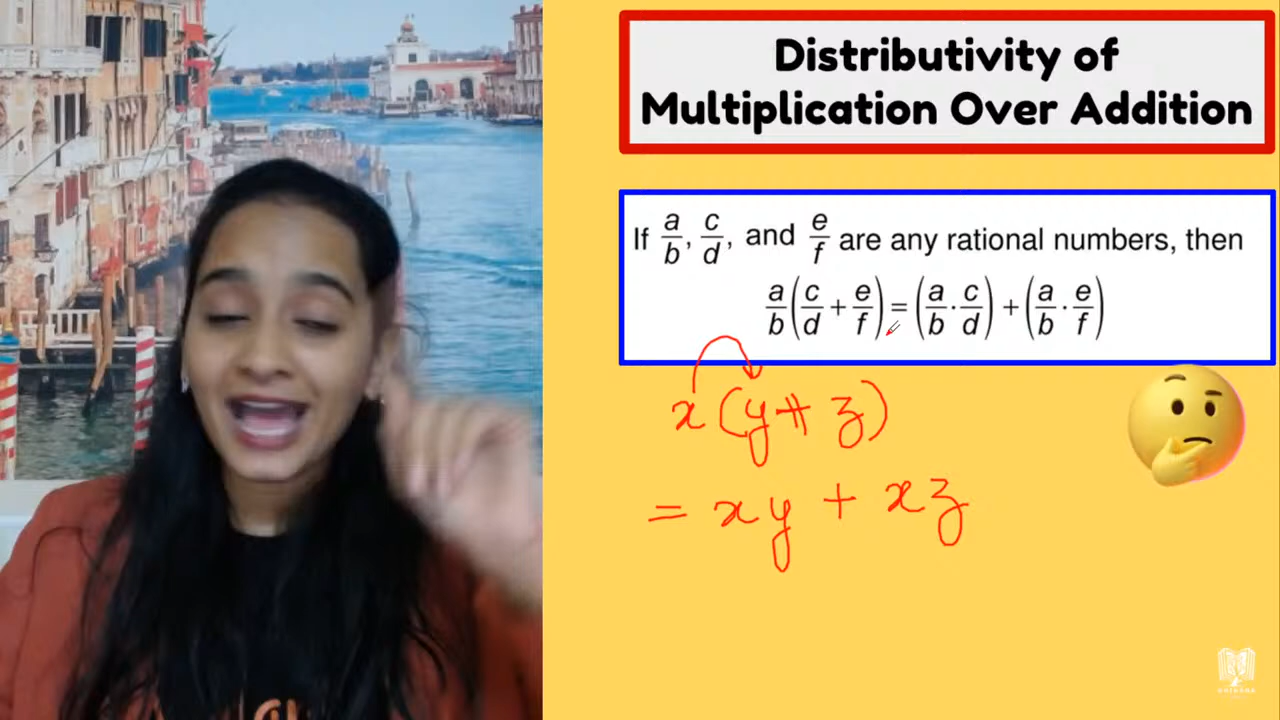 Distributivity of
Multiplication Over Addition
If a/b, c/d, and e/f are any rational numbers, then
a/b(c/d + e/f) = (a/b · c/d) + (a/b · e/f)
x(y + z)
= xy + xz